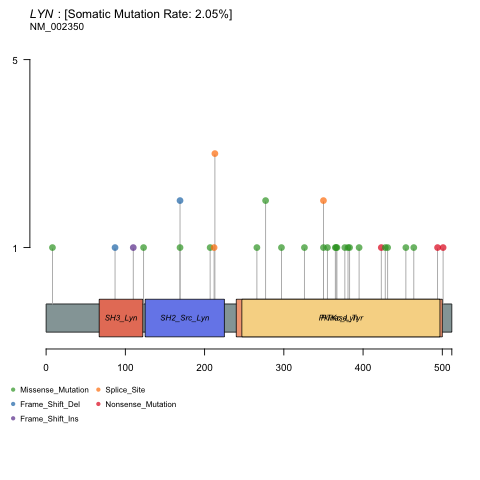 LYN : [Somatic Mutation Rate: 2.05%]
NM_002350
5
1
SH3_Lyn
SH2_Src_Lyn
0
100
200
300
400
500
Missense_Mutation
Splice_Site
Frame_Shift_Del
Nonsense_Mutation
Frame_Shift_Ins